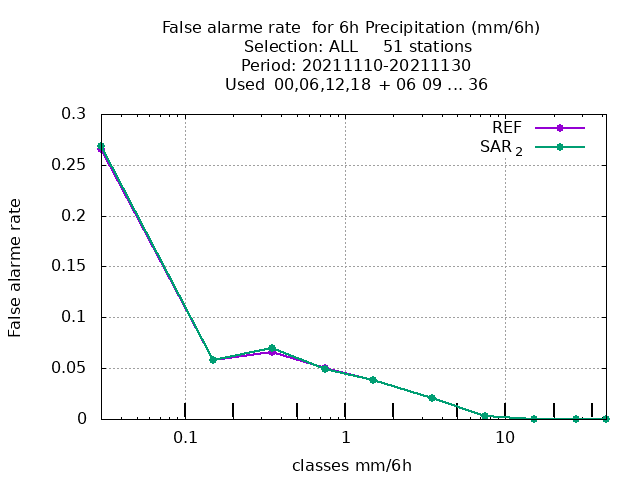 False alarme rate  for 6h Precipitation (mm/6h)
Selection: ALL     51 stations
Period: 20211110-20211130
Used  00,06,12,18 + 06 09 ... 36
REF
SAR 2
0.3
0.25
0.2
0.15
0.1
0.05
0
False alarme rate
0.1
1
10
classes mm/6h